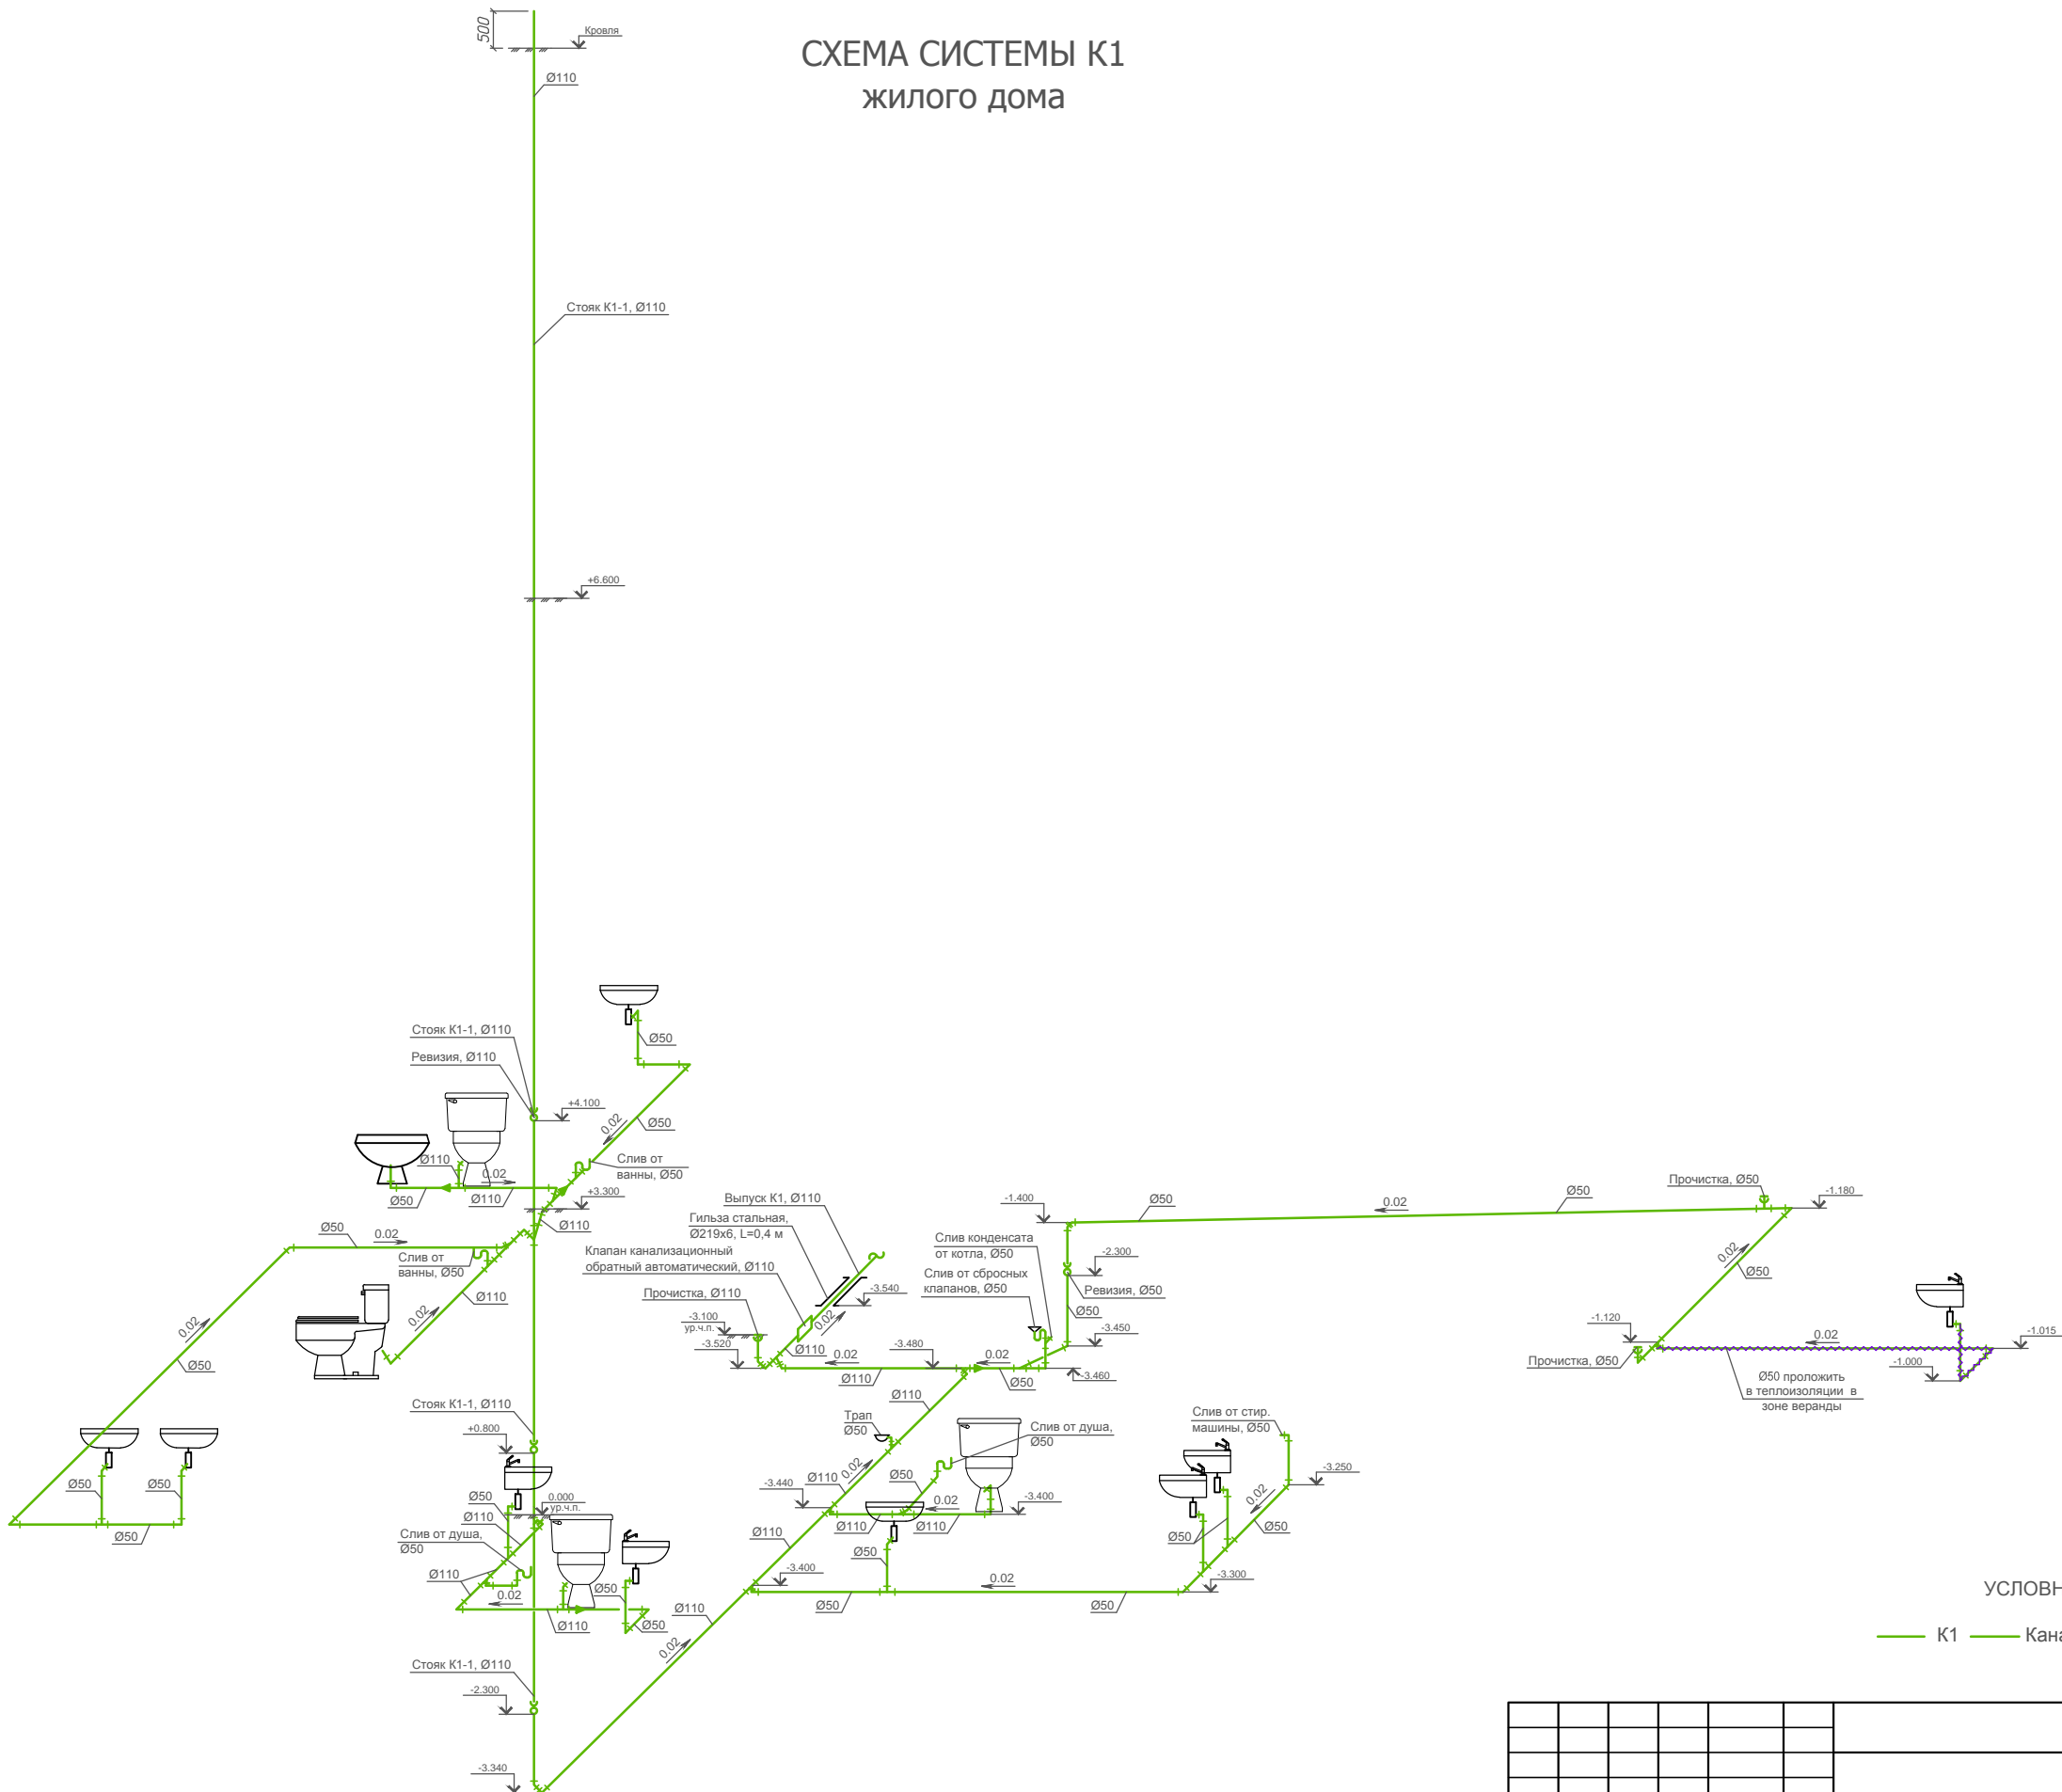 СХЕМА СИСТЕМЫ К1
жилого дома
500
Кровля
Ø110
Стояк К1-1, Ø110
+6.600
Ø50
Стояк К1-1, Ø110
Ревизия, Ø110
+4.100
0.02
Ø50
Слив от
ванны, Ø50
Ø110
0.02
Ø50
Ø110
+3.300
Ø110
Ø50
0.02
Слив от
ванны, Ø50
Ø110
0.02
0.02
Ø50
Ø50
Ø50
Ø50
Выпуск К1, Ø110
Гильза стальная,
Ø219x6, L=0,4 м
Клапан канализационный
обратный автоматический, Ø110
Прочистка, Ø110
-3.100
ур.ч.п.
-3.520
-3.540
0.02
Ø110
0.02
Ø110
-3.480
0.02
Ø50
-3.460
Слив конденсата
от котла, Ø50
Слив от сбросных
клапанов, Ø50
-1.400
Ø50
0.02
Ø50
-2.300
Ревизия, Ø50
Ø50
-3.450
Прочистка, Ø50
-1.180
0.02
Ø50
-1.120
Прочистка, Ø50
0.02
-1.015
-1.000
Ø50 проложить
в теплоизоляции в
зоне веранды
Стояк К1-1, Ø110
+0.800
Ø50
0.000
ур.ч.п.
Ø110
Слив от душа,
Ø50
Ø110
0.02
Ø110
Ø50
Ø50
Ø110
Трап
Ø50
Слив от душа,
Ø50
Ø110
0.02
Ø50
-3.440
0.02
-3.400
Ø110
Ø110
Ø110
Ø50
-3.400
0.02
Ø50
Ø50
Слив от стир.
машины, Ø50
-3.250
0.02
Ø50
Ø50
-3.300
Ø110
0.02
Стояк К1-1, Ø110
-2.300
-3.340
УСЛОВН
К1
Кана